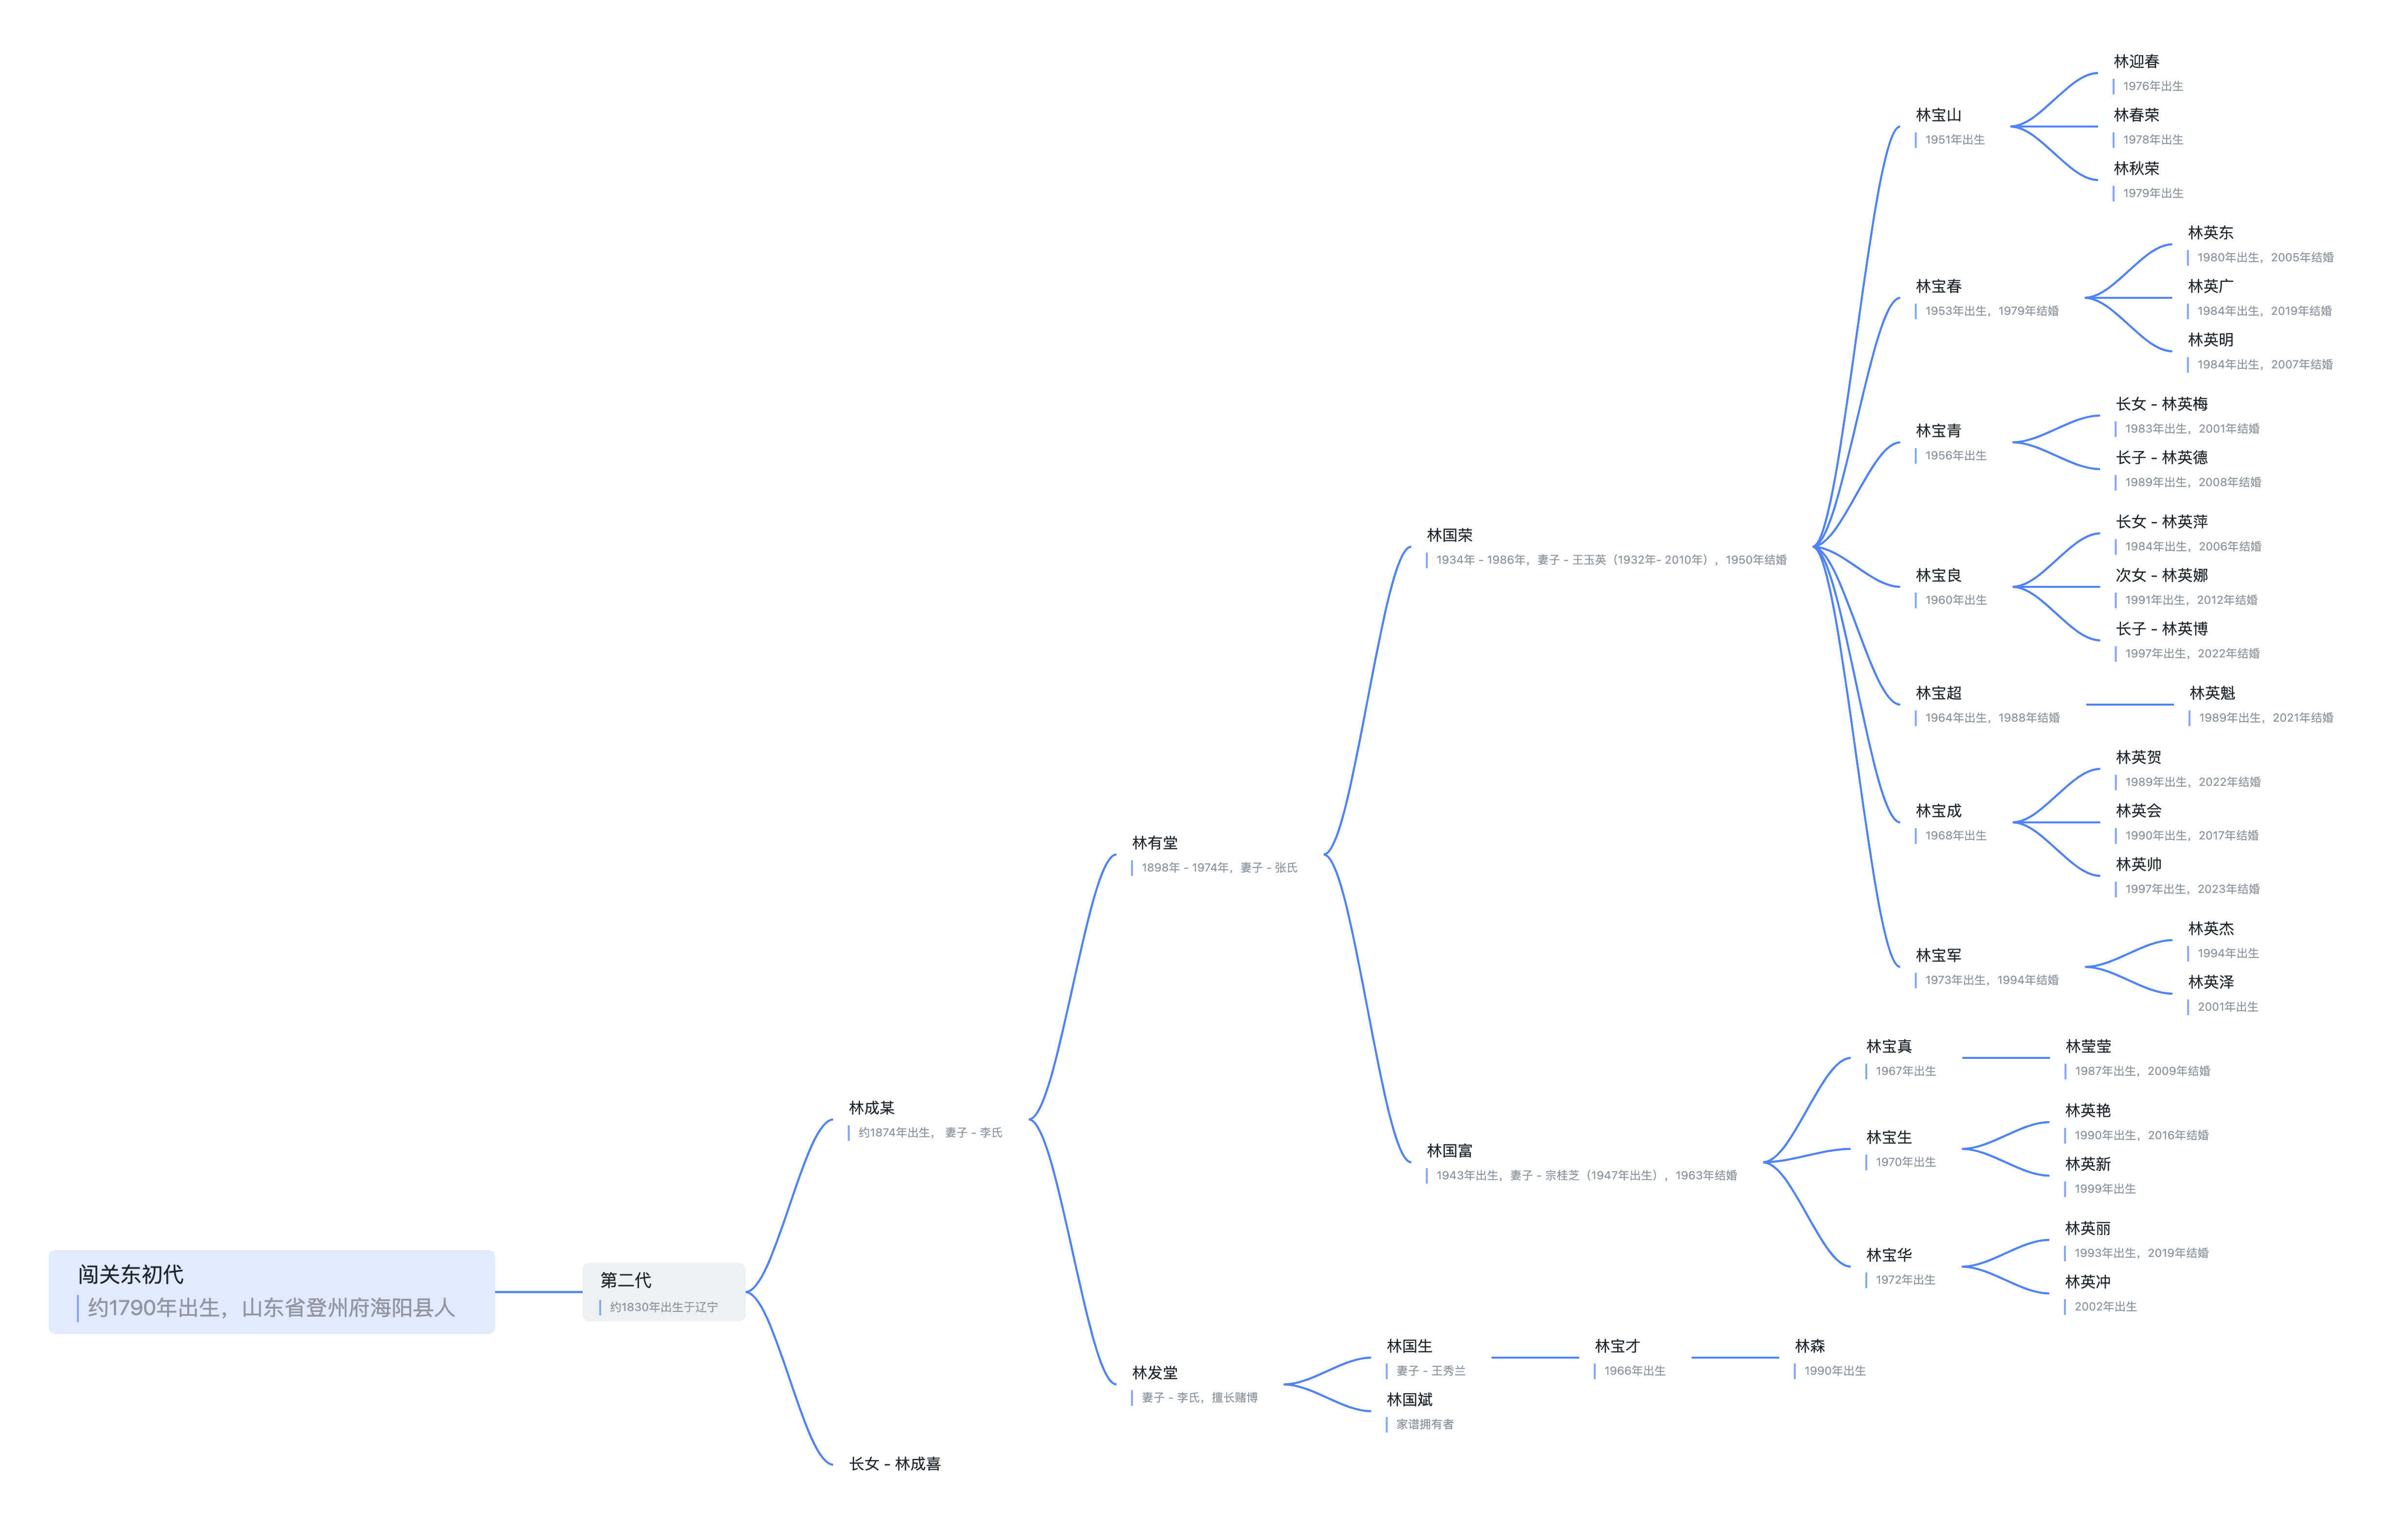 闯关东初代
约1790年出生，山东省登州府海阳县人
第二代
约1830年出生于辽宁
林成某
约1874年出生， 妻子 - 李氏
林有堂
1898年 - 1974年，妻子 - 张氏
林国荣
1934年 - 1986年，妻子 - 王玉英（1932年- 2010年），1950年结婚
林宝山
1951年出生
林迎春
1976年出生
林春荣
1978年出生
林秋荣
1979年出生
林宝春
1953年出生，1979年结婚
林英东
1980年出生，2005年结婚
林英广
1984年出生，2019年结婚
林英明
1984年出生，2007年结婚
林宝青
1956年出生
长女 - 林英梅
1983年出生，2001年结婚
长子 - 林英德
1989年出生，2008年结婚
林宝良
1960年出生
长女 - 林英萍
1984年出生，2006年结婚
次女 - 林英娜
1991年出生，2012年结婚
长子 - 林英博
1997年出生，2022年结婚
林宝超
1964年出生，1988年结婚
林英魁
1989年出生，2021年结婚
林宝成
1968年出生
林英贺
1989年出生，2022年结婚
林英会
1990年出生，2017年结婚
林英帅
1997年出生，2023年结婚
林宝军
1973年出生，1994年结婚
林英杰
1994年出生
林英泽
2001年出生
林国富
1943年出生，妻子 - 宗桂芝（1947年出生），1963年结婚
林宝真
1967年出生
林莹莹
1987年出生，2009年结婚
林宝生
1970年出生
林英艳
1990年出生，2016年结婚
林英新
1999年出生
林宝华
1972年出生
林英丽
1993年出生，2019年结婚
林英冲
2002年出生
林发堂
妻子 - 李氏，擅长赌博
林国生
妻子 - 王秀兰
林宝才
1966年出生
林森
1990年出生
林国斌
家谱拥有者
长女 - 林成喜